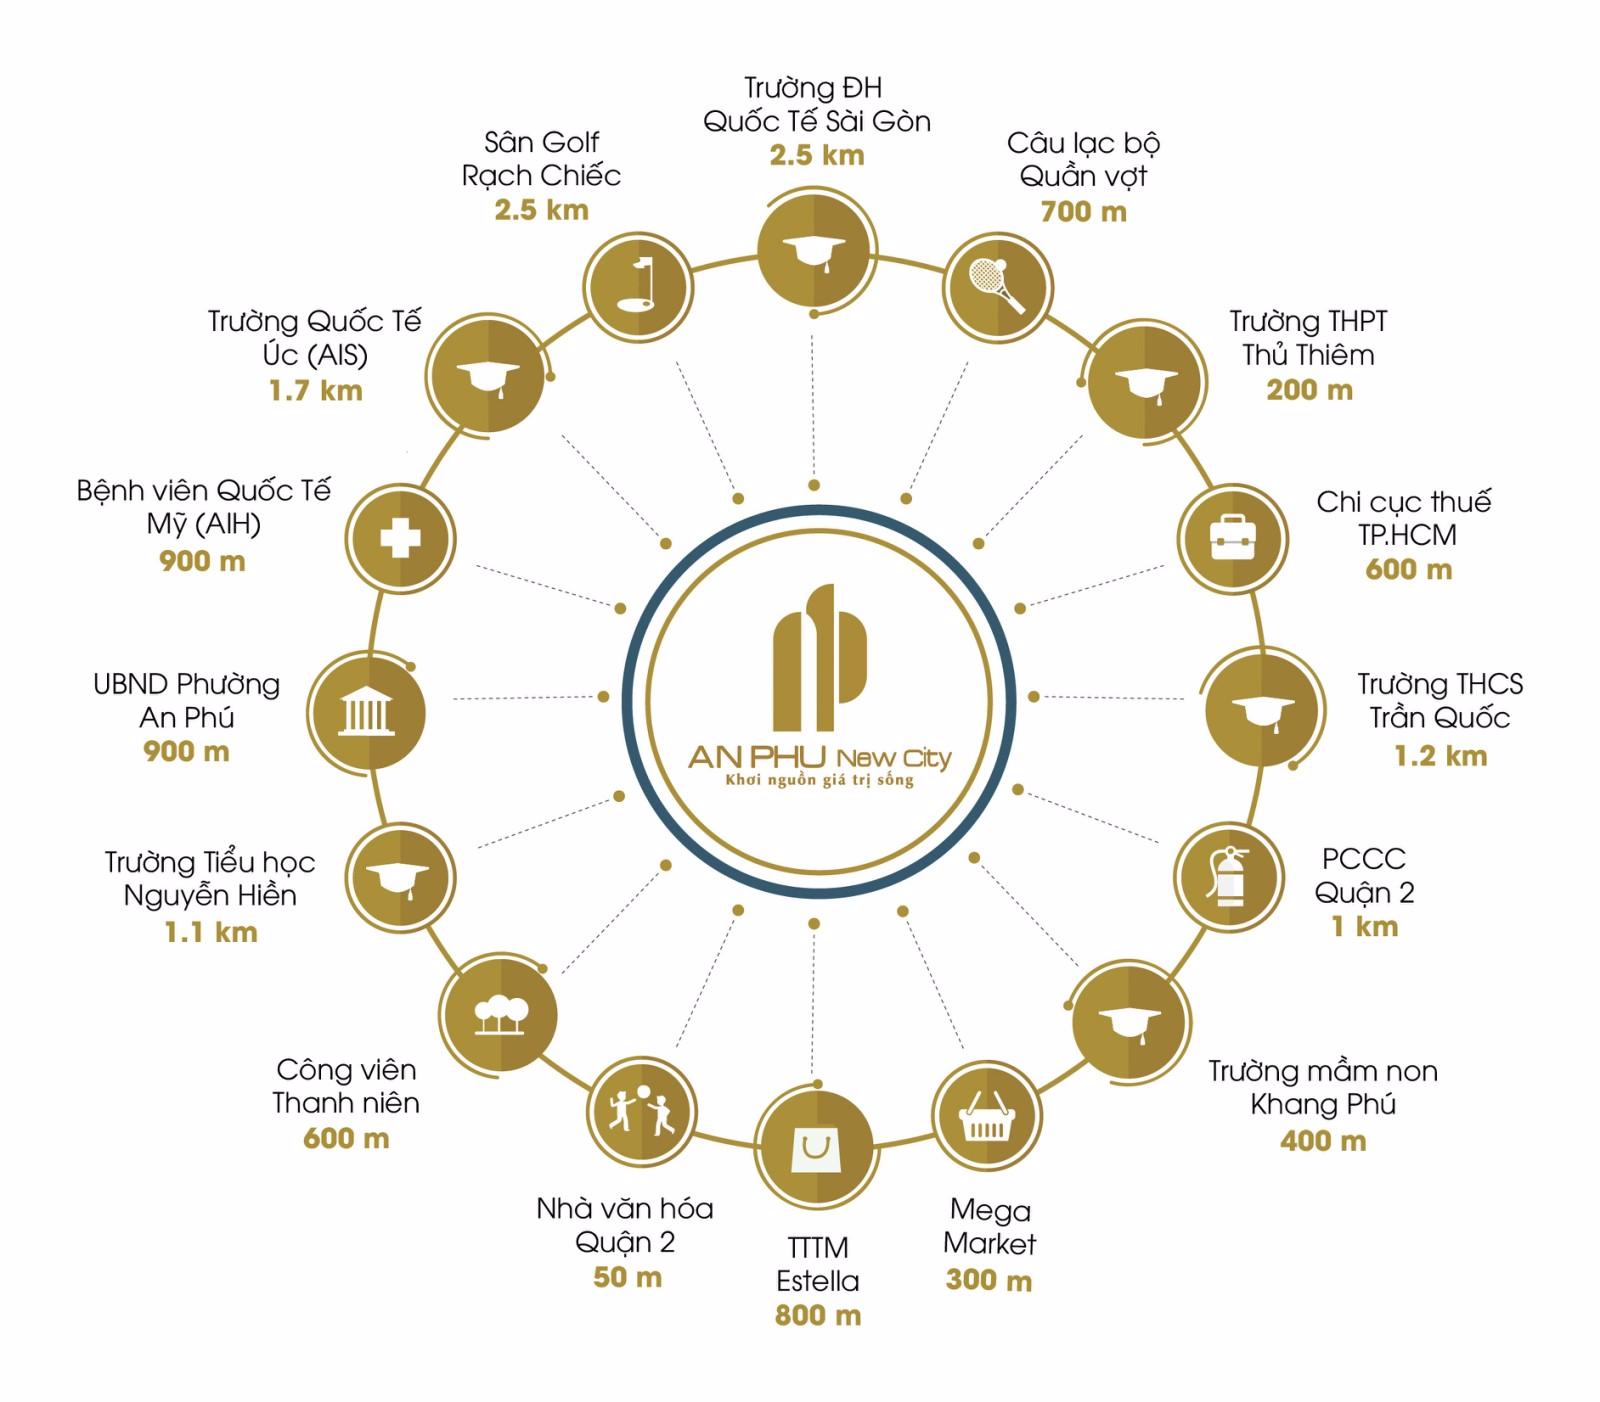 Trường ĐH
Quốc Tế Sài Gòn
2.5 km
Câu lạc bộ
Quần vợt
700 m
Trường THPT
Thủ Thiêm
200 m
Chi cục thuế
TP.HCM
600 m
Trường THCS
Trần Quốc
1.2 km
PCCC
Quận 2
1 km
Trường mầm non
Khang Phú
400 m
Mega
Market
300 m
TTTM
Estella
800 m
Nhà văn hóa
Quận 2
50 m
Công viên
Thanh niên
600 m
Trường Tiểu học
Nguyễn Hiền
1.1 km
UBND Phường
An Phú
900 m
Bệnh viên Quốc Tế
Mỹ (AIH)
900 m
Trường Quốc Tế
Úc (AIS)
1.7 km
Sân Golf
Rạch Chiếc
2.5 km
AN PHU New City
Khơi nguồn giá trị sống